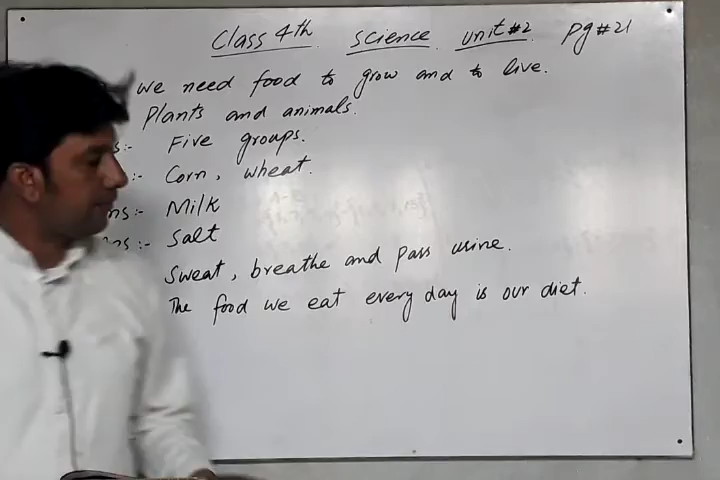 Class 4th science unit #2 Pg #21
we need food to grow and to live.
Plants and animals.
s:- Five groups.
:- Corn, wheat.
ns:- Milk
ns:- Salt
Sweat, breathe and pass urine.
The food we eat every day is our diet.